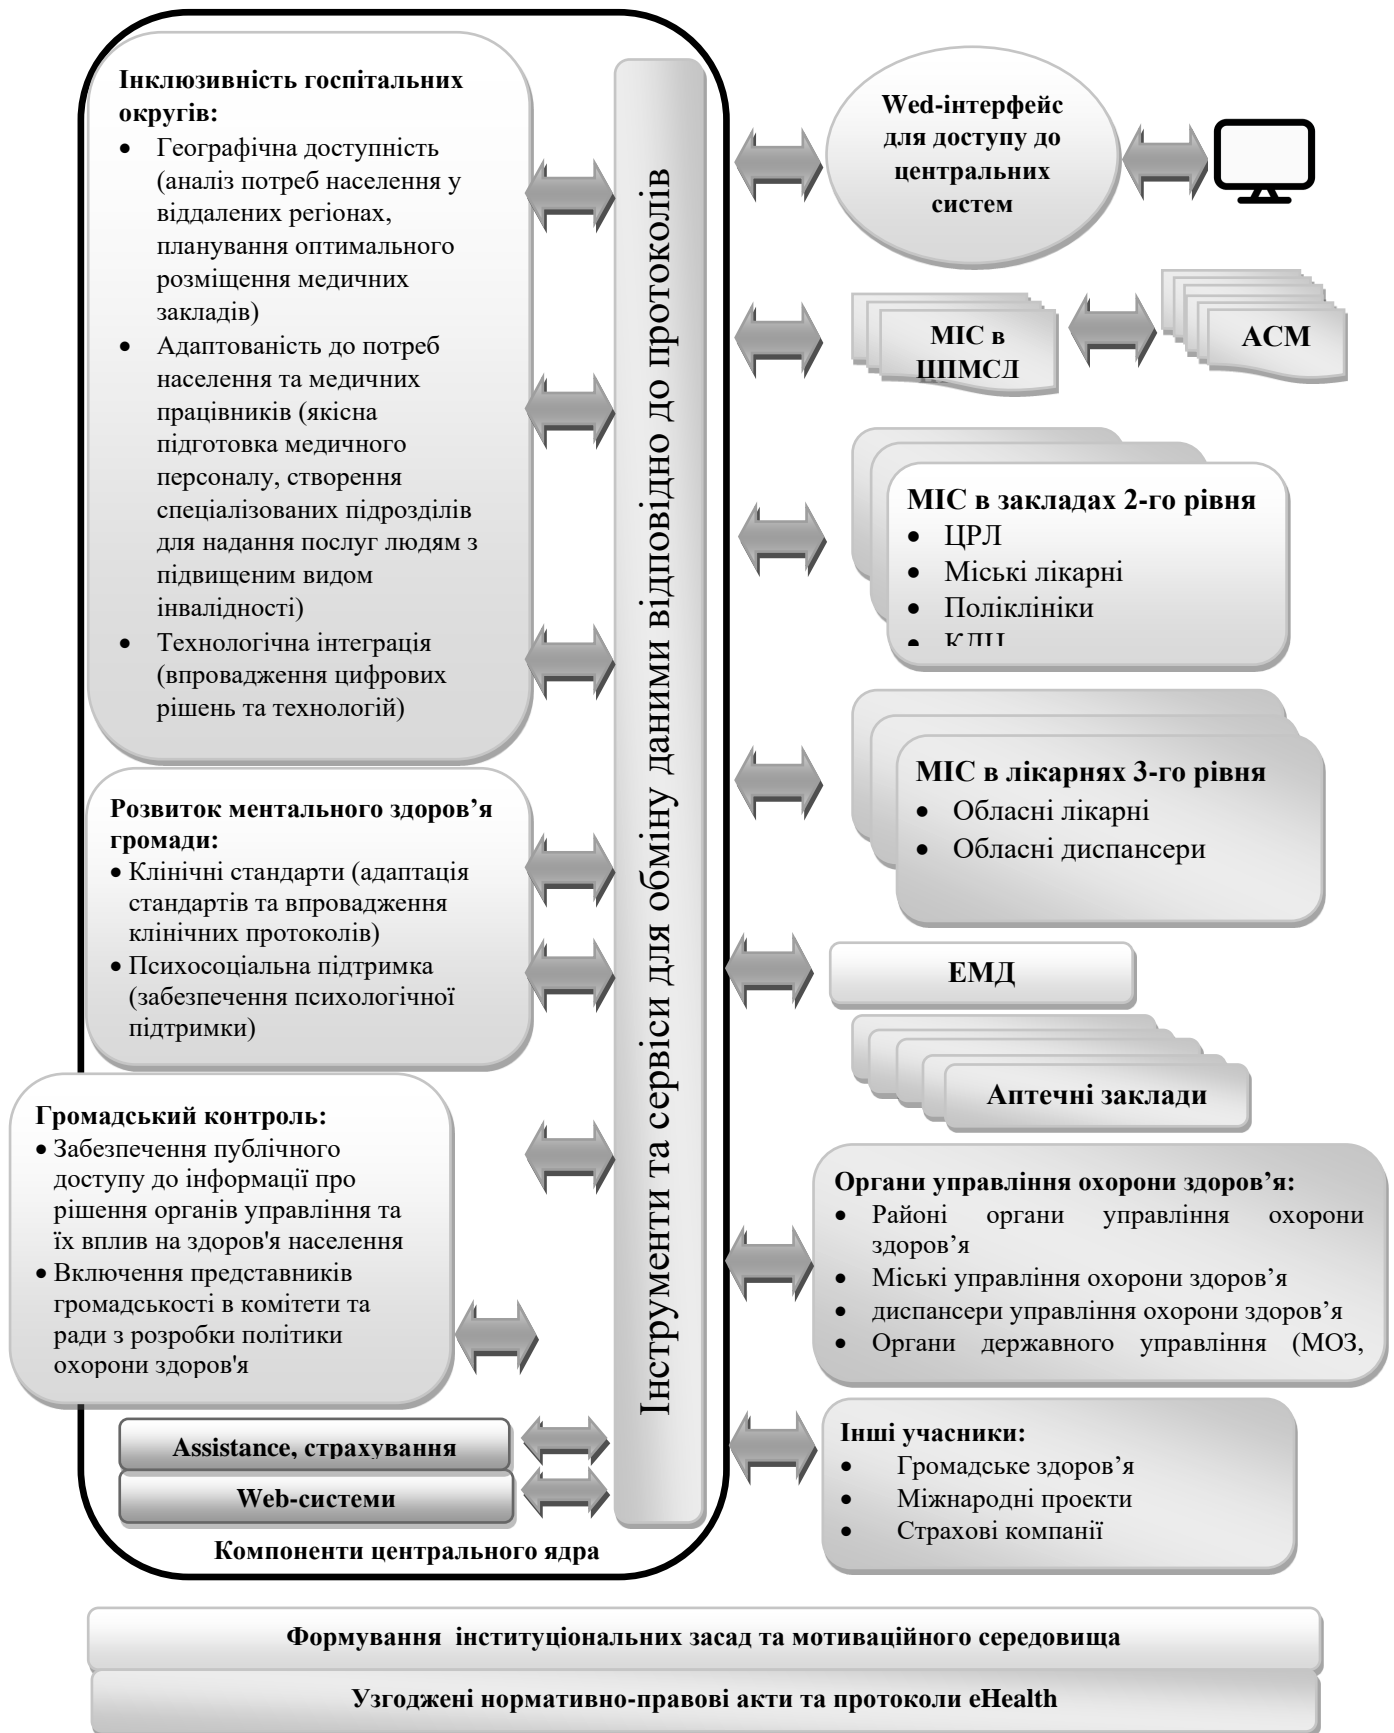 Інклюзивність госпітальних
округів:
• Географічна доступність
(аналіз потреб населення у
віддалених регіонах,
планування оптимального
розміщення медичних
закладів)
• Адаптованість до потреб
населення та медичних
працівників (якісна
підготовка медичного
персоналу, створення
спеціалізованих підрозділів
для надання послуг людям з
підвищеним видом
інвалідності)
• Технологічна інтеграція
(впровадження цифрових
рішень та технологій)
Розвиток ментального здоров’я
громади:
• Клінічні стандарти (адаптація
стандартів та впровадження
клінічних протоколів)
• Психосоціальна підтримка
(забезпечення психологічної
підтримки)
Громадський контроль:
• Забезпечення публічного
доступу до інформації про
рішення органів управління та
їх вплив на здоров'я населення
• Включення представників
громадськості в комітети та
ради з розробки політики
охорони здоров'я
Assistance, страхування
Web-системи
Компоненти центрального ядра
Інструменти та сервіси для обміну даними відповідно до протоколів
Wed-інтерфейс
для доступу до
центральних
систем
МІС в
ЦПМСД
АСМ
МІС в закладах 2-го рівня
• ЦРЛ
• Міські лікарні
• Поліклініки
• КДЦ
МІС в лікарнях 3-го рівня
• Обласні лікарні
• Обласні диспансери
ЕМД
Аптечні заклади
Органи управління охорони здоров’я:
• Районі органи управління охорони
здоров’я
• Міські управління охорони здоров’я
• диспансери управління охорони здоров’я
• Органи державного управління (МОЗ,
Інші учасники:
• Громадське здоров’я
• Міжнародні проекти
• Страхові компанії
Формування інституціональних засад та мотиваційного середовища
Узгоджені нормативно-правові акти та протоколи eHealth